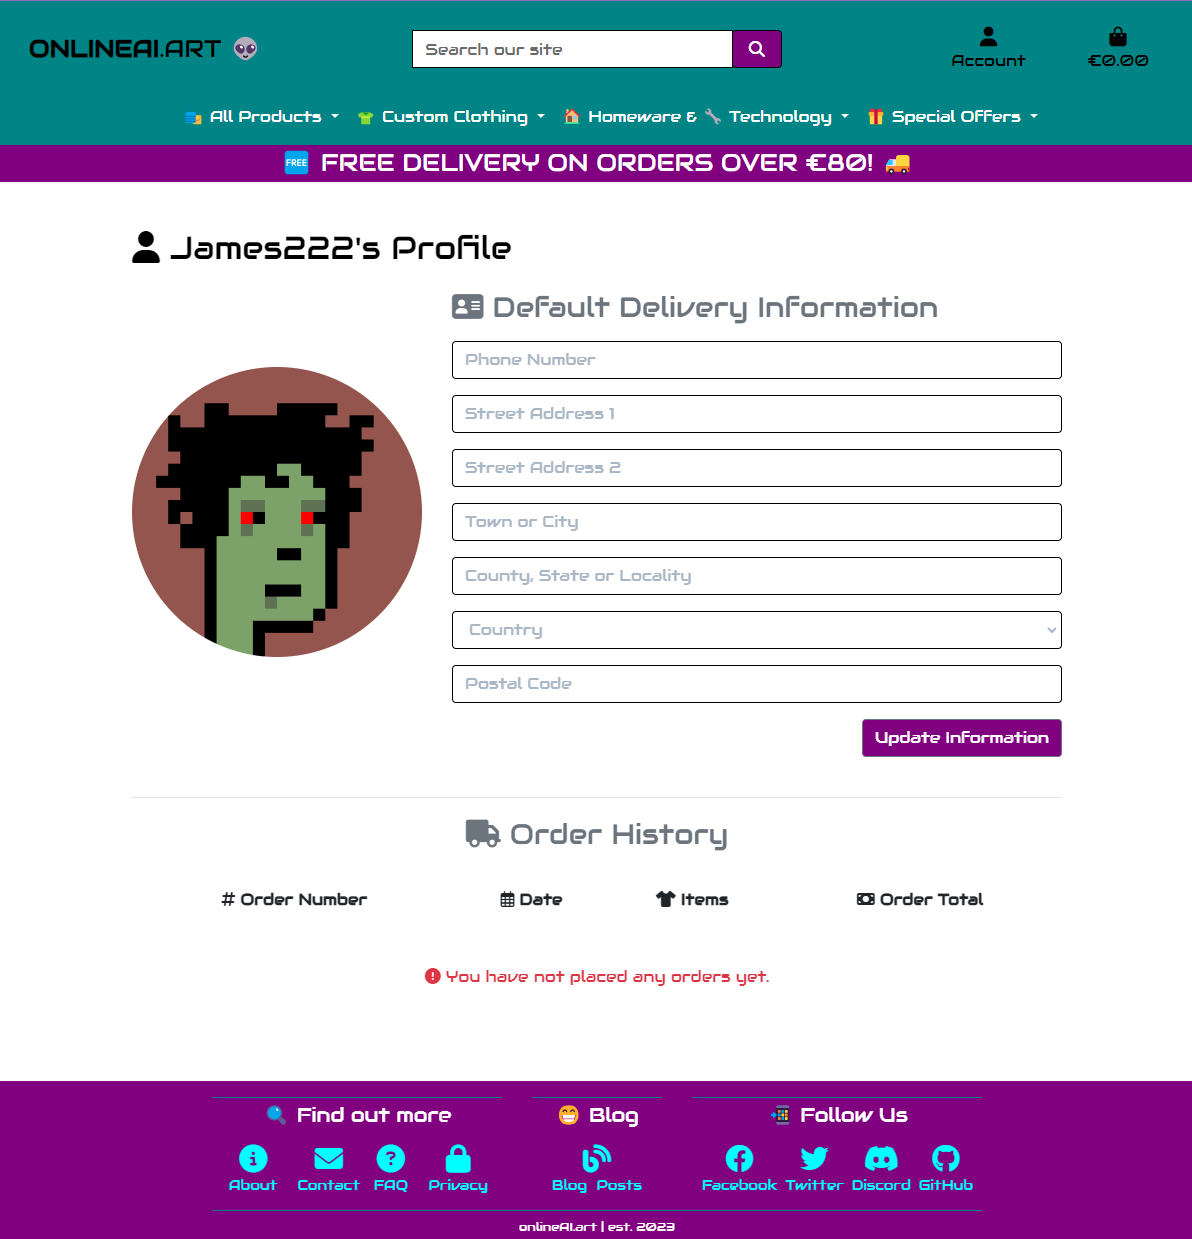 ONLINEAI.ART
Search our site
Account
€0.00
All Products
Custom Clothing
Homeware & Technology
Special Offers
FREE FREE DELIVERY ON ORDERS OVER €80!
James222's Profile
Default Delivery Information
Phone Number
Street Address 1
Street Address 2
Town or City
County, State or Locality
Country
Postal Code
Update Information
Order History
# Order Number
Date
Items
Order Total
You have not placed any orders yet.
Find out more
Blog
Follow Us
About
Contact
FAQ
Privacy
Blog Posts
Facebook
Twitter
Discord
GitHub
onlineAI.art | est. 2023